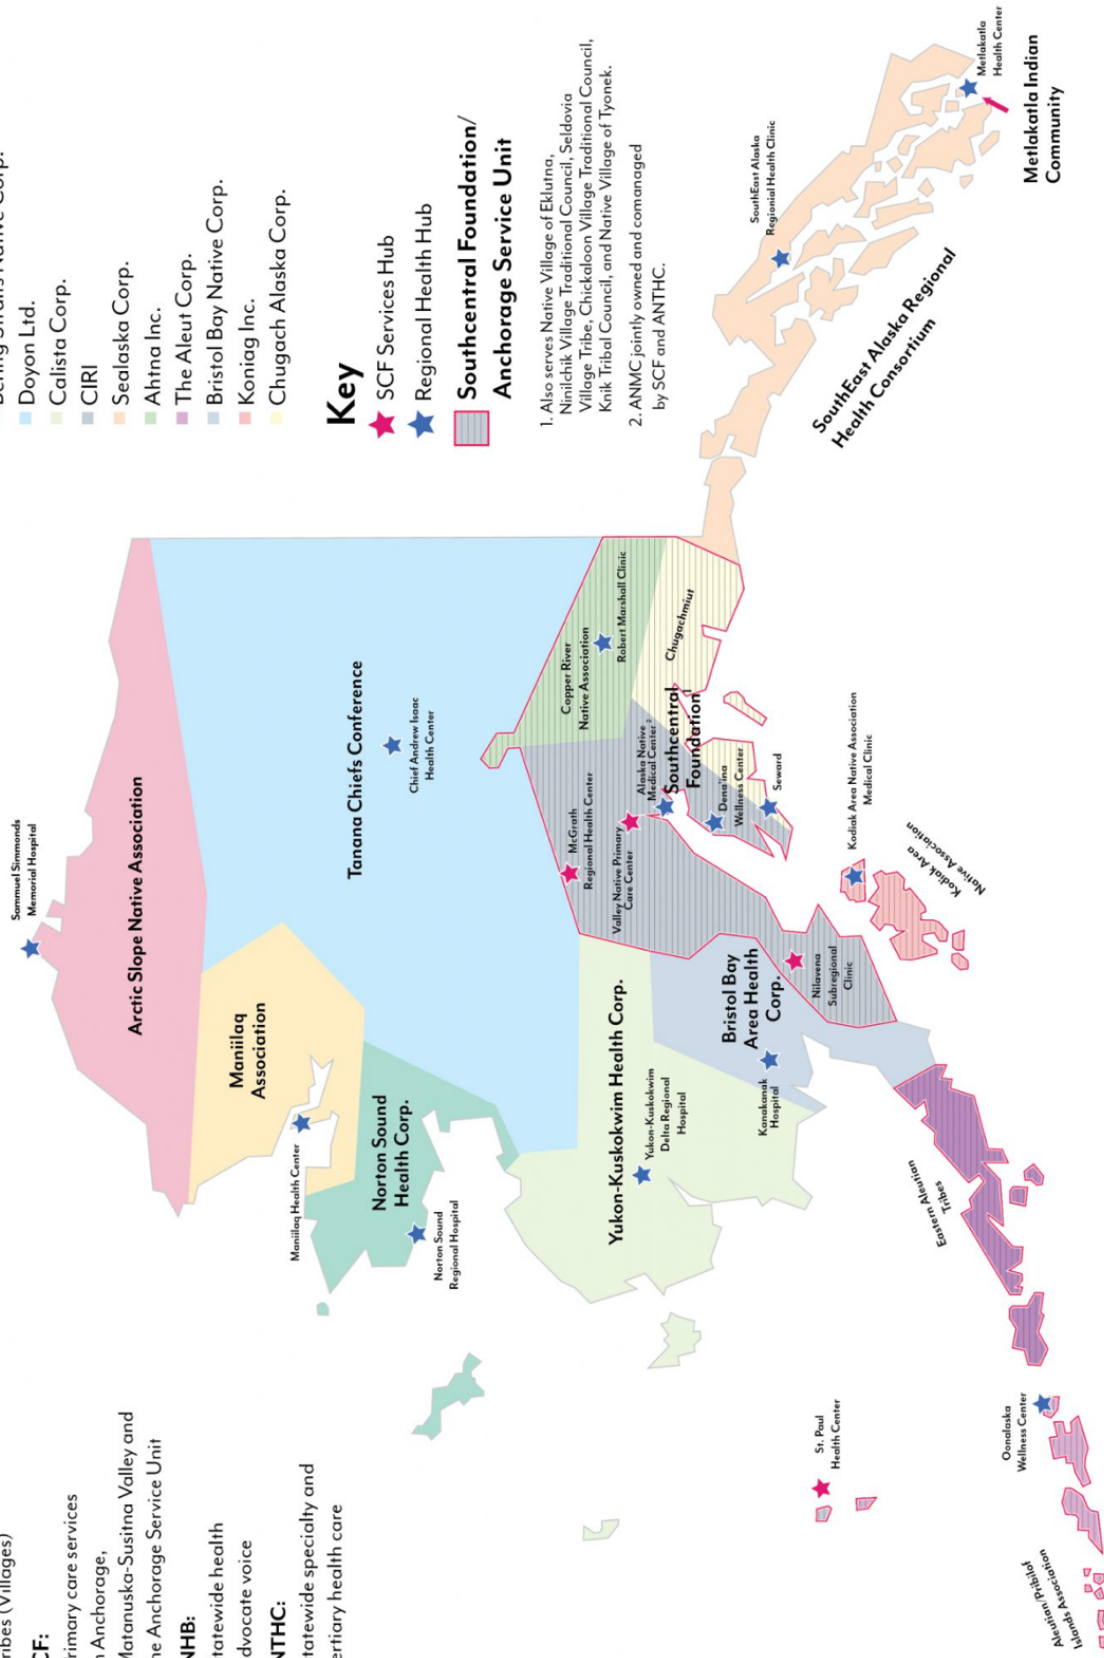 Doyon Ltd.
Calista Corp.
CIRI
Sealaska Corp.
Ahtna Inc.
The Aleut Corp.
Bristol Bay Native Corp.
Koniag Inc.
Chugach Alaska Corp.
Key
SCF Services Hub
Regional Health Hub
Southcentral Foundation/
Anchorage Service Unit
1. Also serves Native Village of Eklutna,
Ninilchik Village Traditional Council, Seldovia
Village Tribe, Chickaloon Village Traditional Council,
Knik Tribal Council, and Native Village of Tyonek.
2. ANMC jointly owned and comanaged
by SCF and ANTHC.
ribes (Villages)
CF:
rimary care services
n Anchorage,
Matanuska-Susitna Valley and
he Anchorage Service Unit
NHB:
tatewide health
dvocate voice
NTHC:
tatewide specialty and
ertiary health care
Sammuel Simmonds
Memorial Hospital
Arctic Slope Native Association
Maniilaq
Association
Maniilaq Health Center
Norton Sound
Health Corp.
Norton Sound
Regional Hospital
Tanana Chiefs Conference
Chief Andrew Isaac
Health Center
Copper River
Native Association
Robert Marshall Clinic
Chugachmiut
McGrath
Regional Health Center
Valley Native Primary
Care Center
Alaska Native
Medical Center 2
Southcentral
Foundation1
Dena'ina
Wellness Center
Seward
Yukon-Kuskokwim Health Corp.
Yukon-Kuskokwim
Delta Regional
Hospital
Bristol Bay
Area Health
Corp.
Kanakanak
Hospital
Nilavena
Subregional
Clinic
Kodiak Area Native Association
Medical Clinic
Kodiak Area
Native Association
Eastern Aleutian
Tribes
Oonalaska
Wellness Center
St. Paul
Health Center
Aleutian/Pribilof
Islands Association
SouthEast Alaska
Regionial Health Clinic
SouthEast Alaska Regional
Health Consortium
Metlakatla
Health Center
Metlakatla Indian
Community